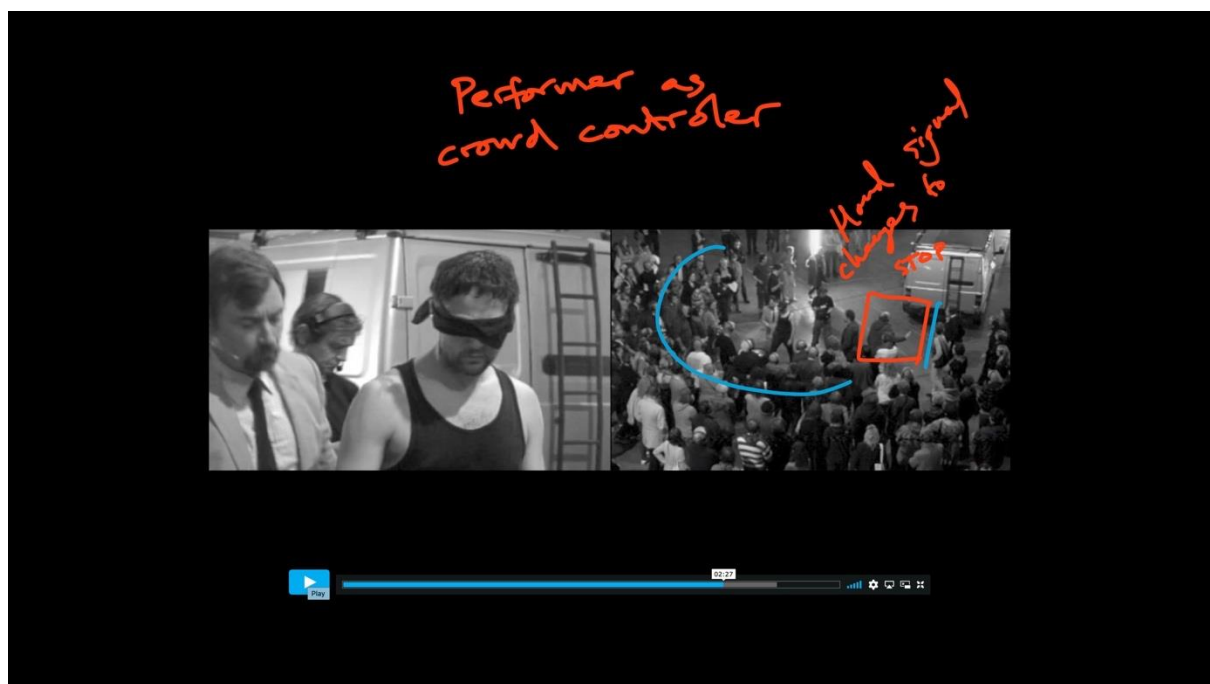 Performer as
crowd controler
Hand signal
changes to
STOP
02:27
Play